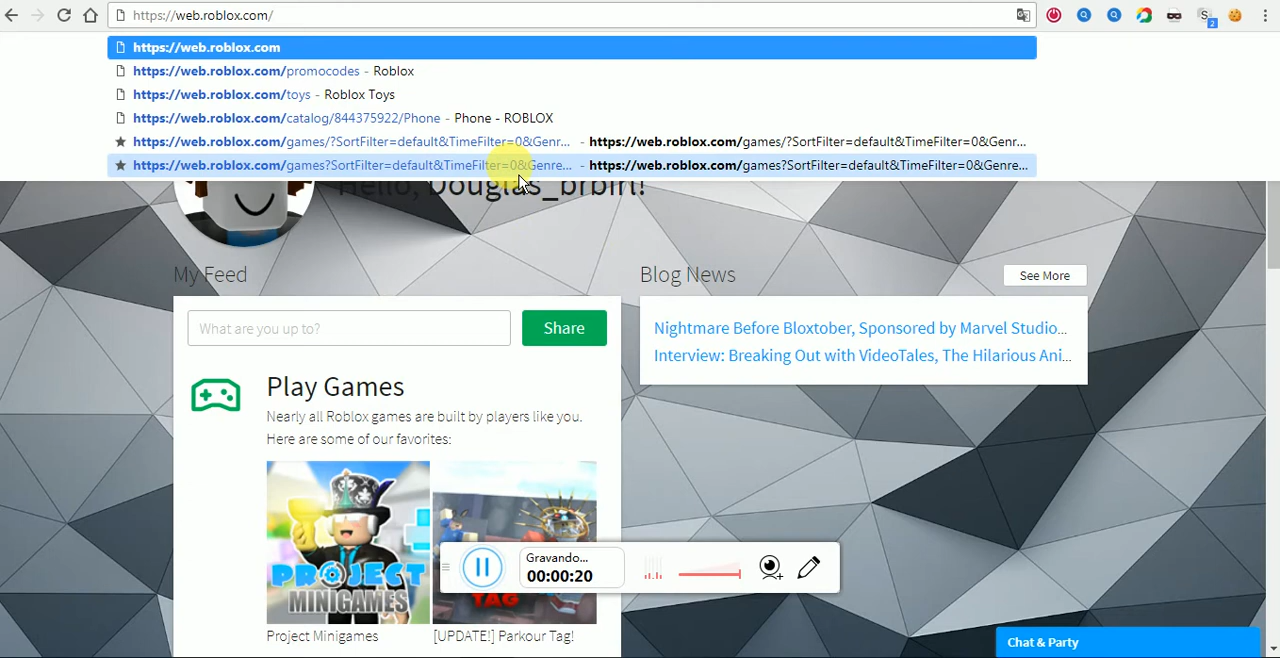 https://web.roblox.com/
https://web.roblox.com
https://web.roblox.com/promocodes - Roblox
https://web.roblox.com/toys - Roblox Toys
https://web.roblox.com/catalog/844375922/Phone - Phone - ROBLOX
https://web.roblox.com/games/?SortFilter=default&TimeFilter=0&Genr... - https://web.roblox.com/games/?SortFilter=default&TimeFilter=0&Genr...
https://web.roblox.com/games?SortFilter=default&TimeFilter=0&Genre... - https://web.roblox.com/games?SortFilter=default&TimeFilter=0&Genre...
Hello, Douglas_brbh!
My Feed
Blog News
See More
What are you up to?
Share
Nightmare Before Bloxtober, Sponsored by Marvel Studio...
Interview: Breaking Out with VideoTales, The Hilarious Ani...
Play Games
Nearly all Roblox games are built by players like you.
Here are some of our favorites:
PROJECT
MINIGAMES
TAG
Gravando...
00:00:20
Project Minigames
[UPDATE!] Parkour Tag!
Chat & Party
S
2